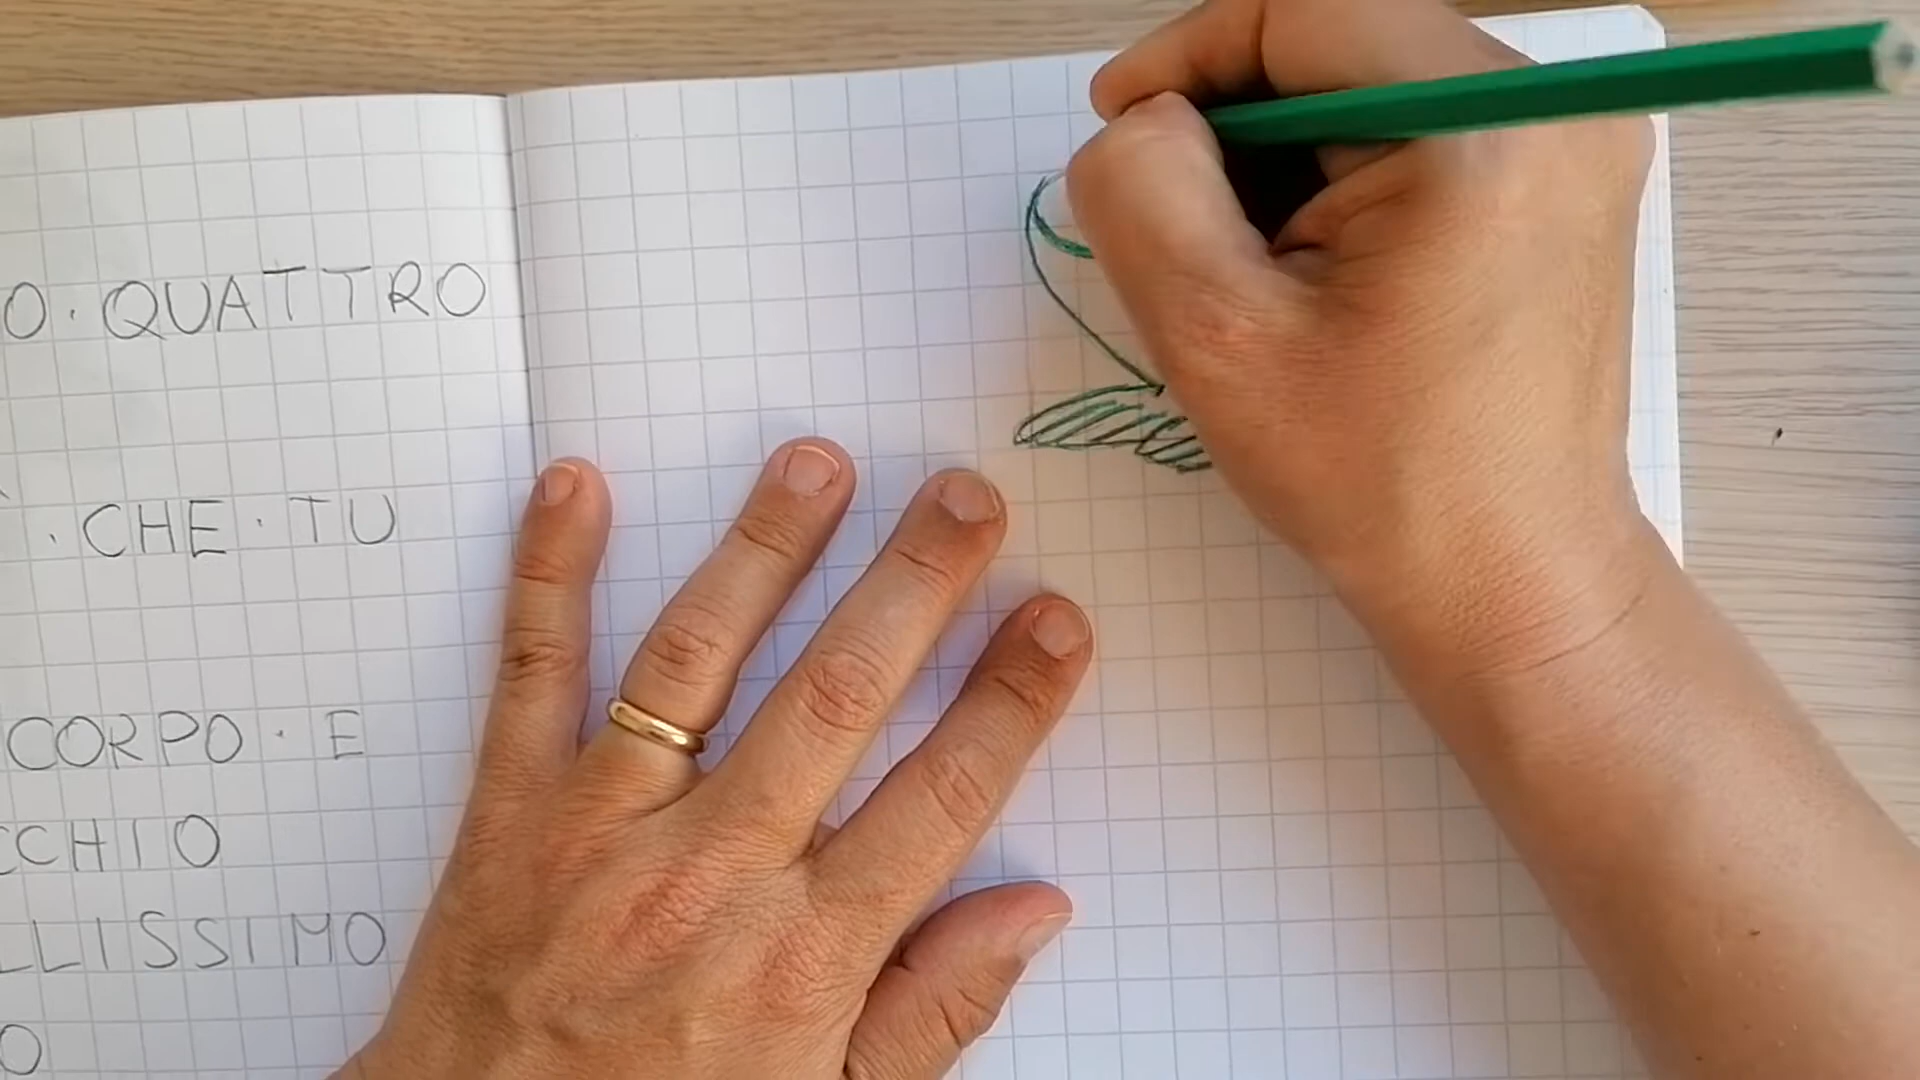 O · QUATTRO
· CHE · TU
CORPO · E
CCHIO
LLISSIMO
O